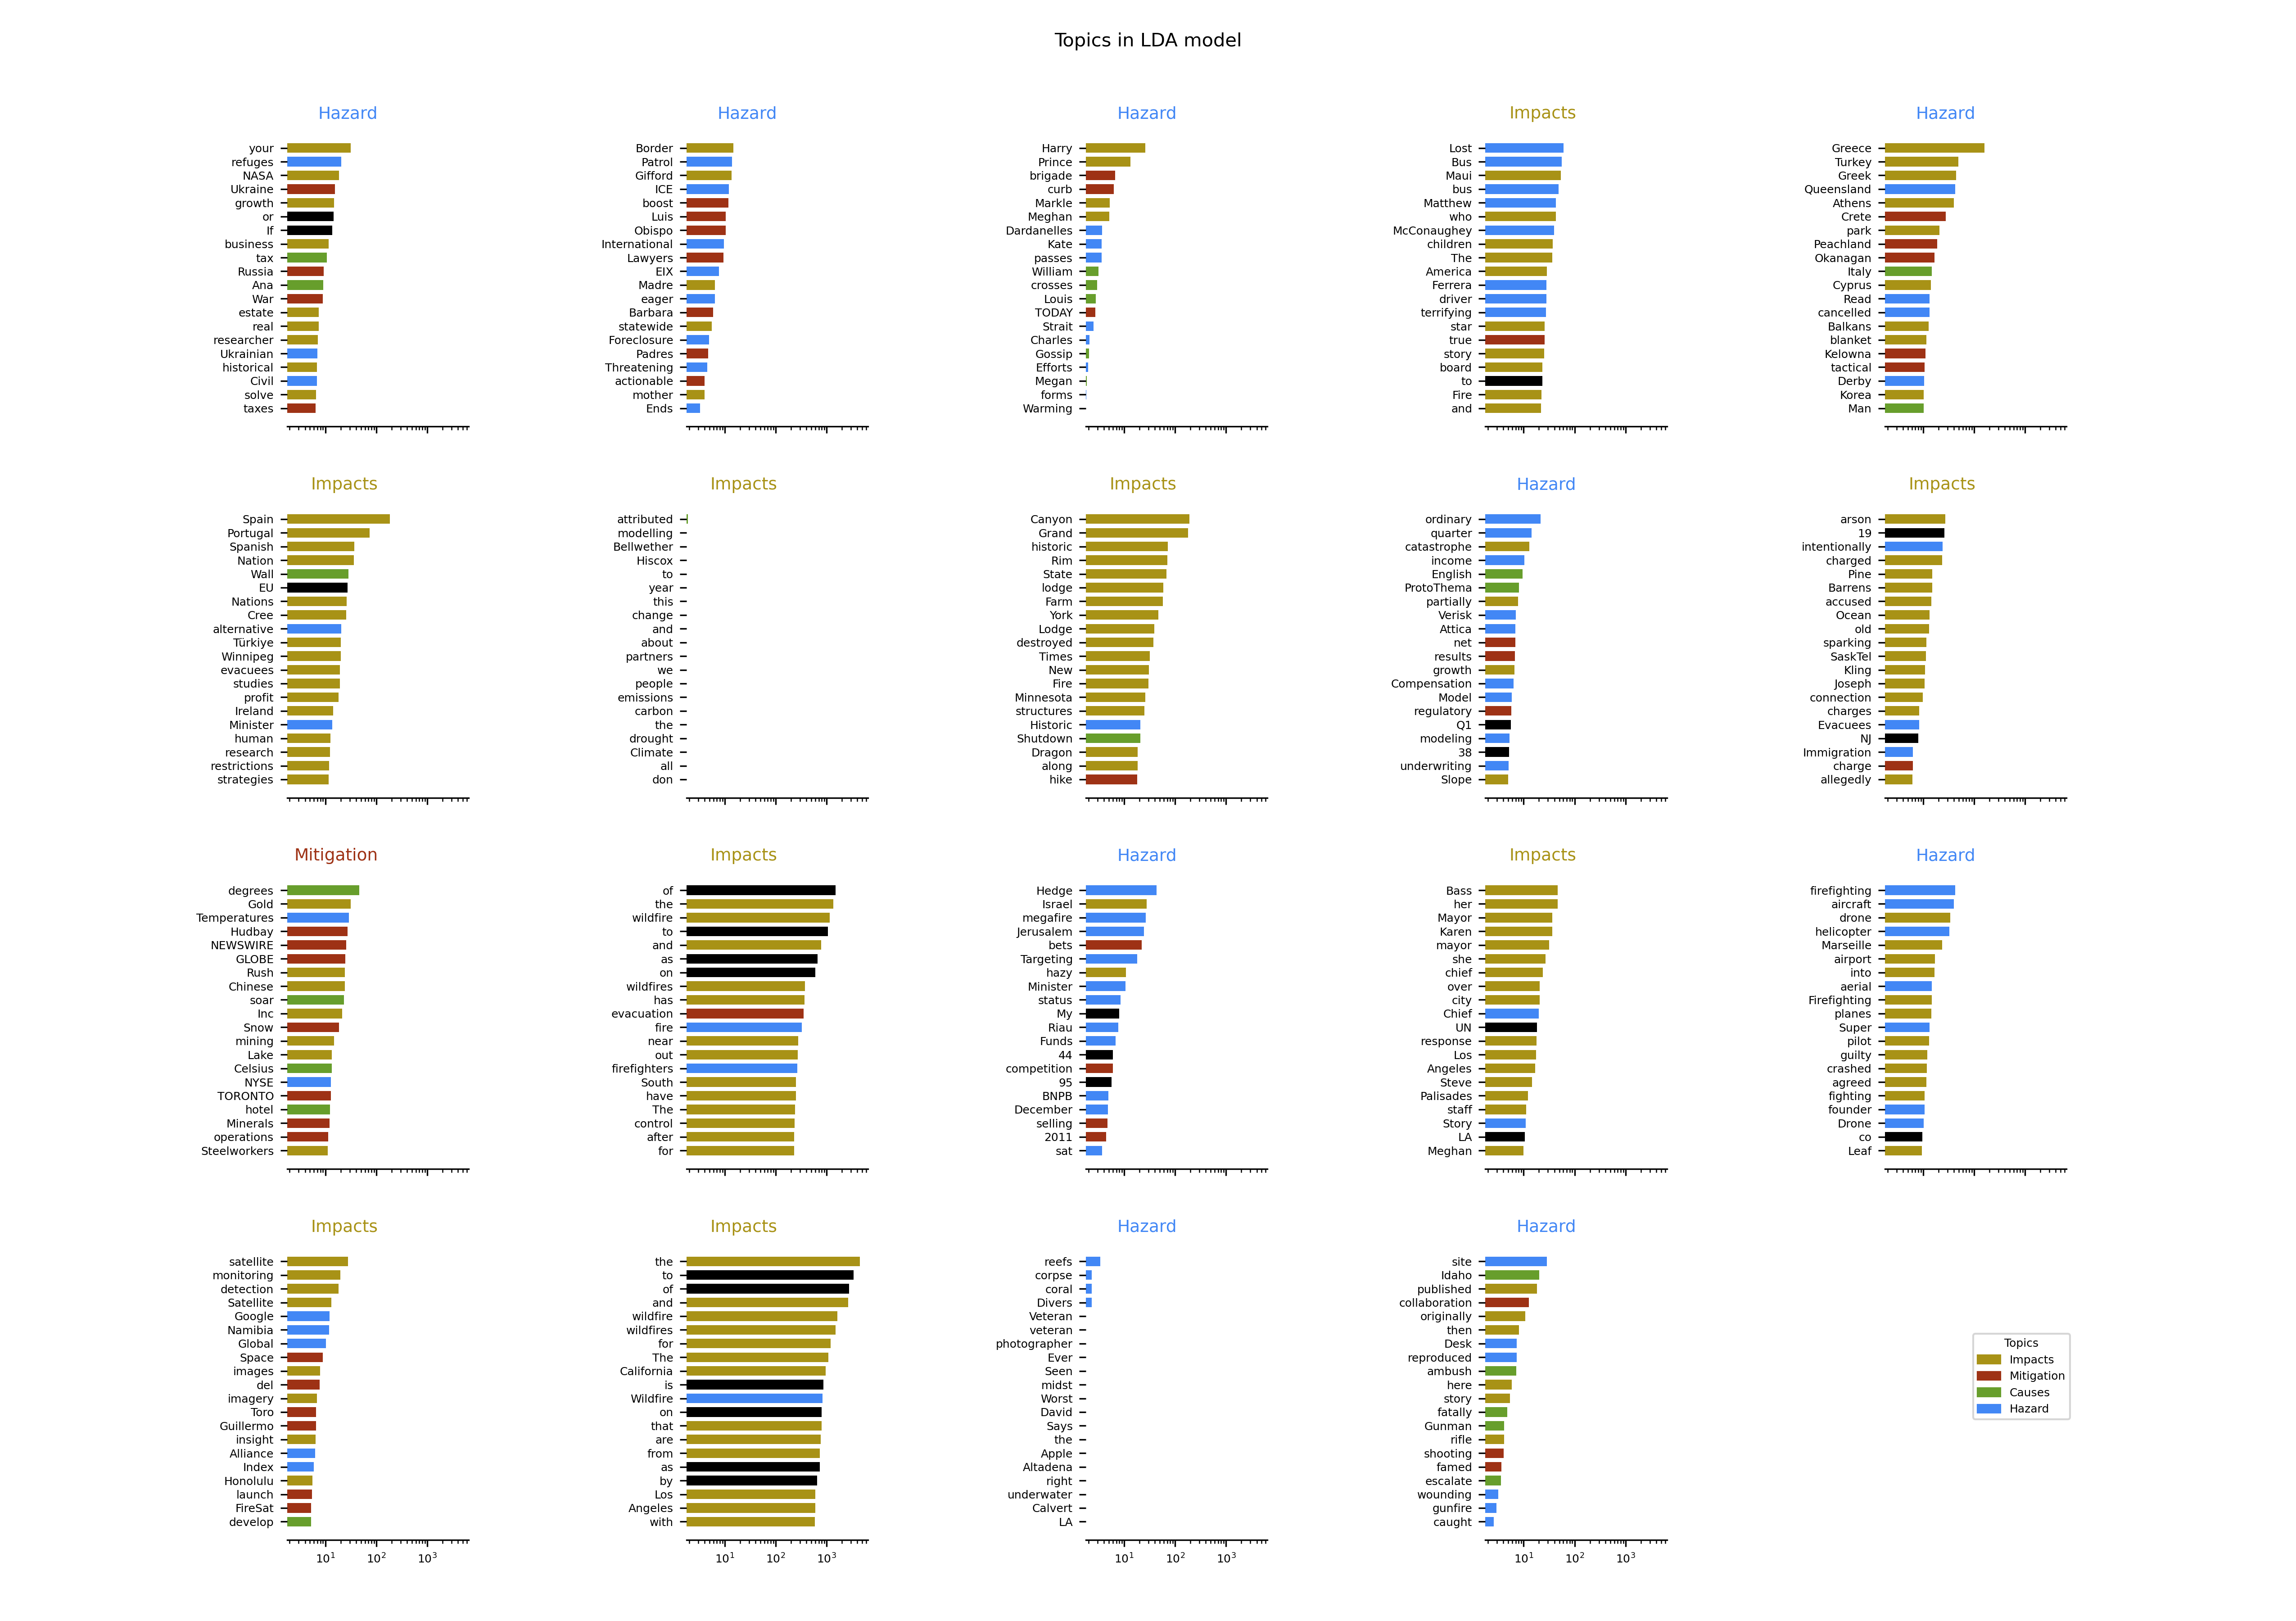 Topics in LDA model
Hazard
your
refuges
NASA
Ukraine
growth
or
If
business
tax
Russia
Ana
War
estate
real
researcher
Ukrainian
historical
Civil
solve
taxes
Hazard
Border
Patrol
Gifford
ICE
boost
Luis
Obispo
International
Lawyers
EIX
Madre
eager
Barbara
statewide
Foreclosure
Padres
Threatening
actionable
mother
Ends
Hazard
Harry
Prince
brigade
curb
Markle
Meghan
Dardanelles
Kate
passes
William
crosses
Louis
TODAY
Strait
Charles
Gossip
Efforts
Megan
forms
Warming
Impacts
Lost
Bus
Maui
bus
Matthew
who
McConaughey
children
The
America
Ferrera
driver
terrifying
star
true
story
board
to
Fire
and
Hazard
Greece
Turkey
Greek
Queensland
Athens
Crete
park
Peachland
Okanagan
Italy
Cyprus
Read
cancelled
Balkans
blanket
Kelowna
tactical
Derby
Korea
Man
Impacts
Spain
Portugal
Spanish
Nation
Wall
EU
Nations
Cree
alternative
Türkiye
Winnipeg
evacuees
studies
profit
Ireland
Minister
human
research
restrictions
strategies
Impacts
attributed
modelling
Bellwether
Hiscox
to
year
this
change
and
about
partners
we
people
emissions
carbon
the
drought
Climate
all
don
Impacts
Canyon
Grand
historic
Rim
State
lodge
Farm
York
Lodge
destroyed
Times
New
Fire
Minnesota
structures
Historic
Shutdown
Dragon
along
hike
Hazard
ordinary
quarter
catastrophe
income
English
ProtoThema
partially
Verisk
Attica
net
results
growth
Compensation
Model
regulatory
Q1
modeling
38
underwriting
Slope
Impacts
arson
19
intentionally
charged
Pine
Barrens
accused
Ocean
old
sparking
SaskTel
Kling
Joseph
connection
charges
Evacuees
NJ
Immigration
charge
allegedly
Mitigation
degrees
Gold
Temperatures
Hudbay
NEWSWIRE
GLOBE
Rush
Chinese
soar
Inc
Snow
mining
Lake
Celsius
NYSE
TORONTO
hotel
Minerals
operations
Steelworkers
Impacts
of
the
wildfire
to
and
as
on
wildfires
has
evacuation
fire
near
out
firefighters
South
have
The
control
after
for
Hazard
Hedge
Israel
megafire
Jerusalem
bets
Targeting
hazy
Minister
status
My
Riau
Funds
44
competition
95
BNPB
December
selling
2011
sat
Impacts
Bass
her
Mayor
Karen
mayor
she
chief
over
city
Chief
UN
response
Los
Angeles
Steve
Palisades
staff
Story
LA
Meghan
Hazard
firefighting
aircraft
drone
helicopter
Marseille
airport
into
aerial
Firefighting
planes
Super
pilot
guilty
crashed
agreed
fighting
founder
Drone
co
Leaf
Impacts
satellite
monitoring
detection
Satellite
Google
Namibia
Global
Space
images
del
imagery
Toro
Guillermo
insight
Alliance
Index
Honolulu
launch
FireSat
develop
10¹ 10² 10³
Impacts
the
to
of
and
wildfire
wildfires
for
The
California
is
Wildfire
on
that
are
from
as
by
Los
Angeles
with
10¹ 10² 10³
Hazard
reefs
corpse
coral
Divers
Veteran
veteran
photographer
Ever
Seen
midst
Worst
David
Says
the
Apple
Altadena
right
underwater
Calvert
LA
10¹ 10² 10³
Hazard
site
Idaho
published
collaboration
originally
then
Desk
reproduced
ambush
here
story
fatally
Gunman
rifle
shooting
famed
escalate
wounding
gunfire
caught
10¹ 10² 10³
Topics
Impacts
Mitigation
Causes
Hazard